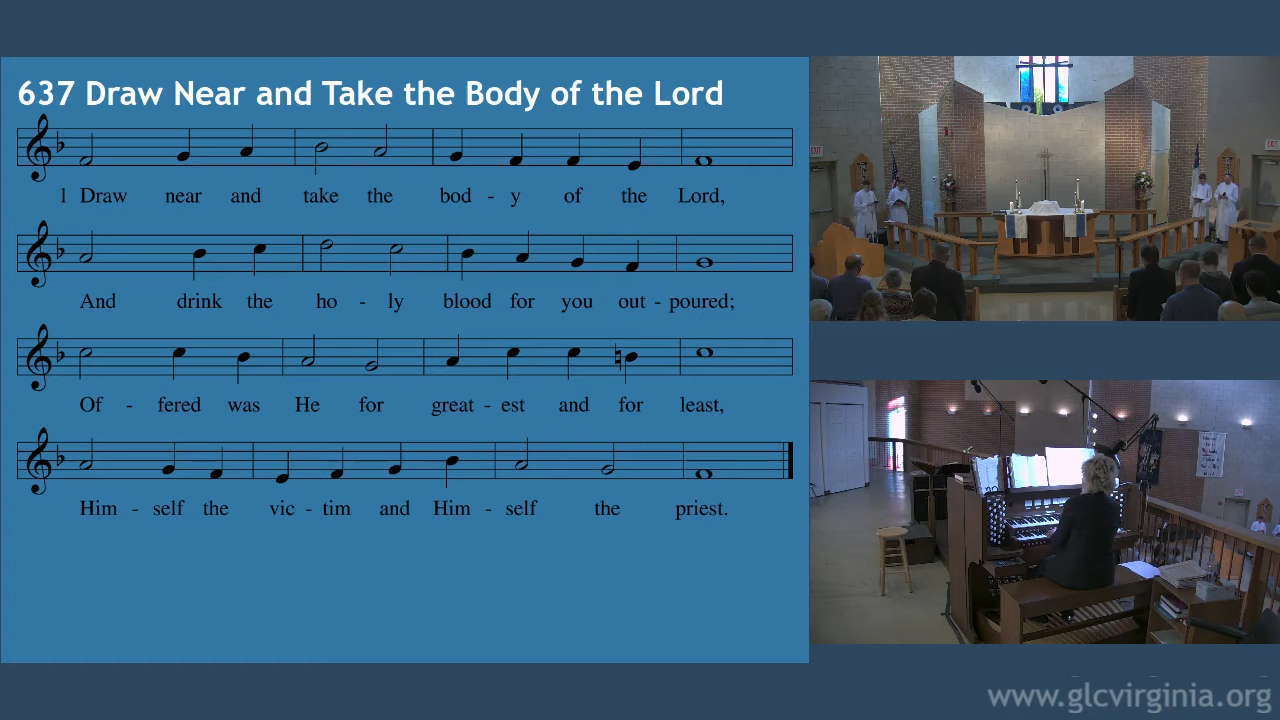 637 Draw Near and Take the Body of the Lord
1 Draw near and take the bod - y of the Lord,
And drink the ho - ly blood for you out - poured;
Of - fered was He for great - est and for least,
Him - self the vic - tim and Him - self the priest.
EXIT
EXIT
www.glcvirginia.org